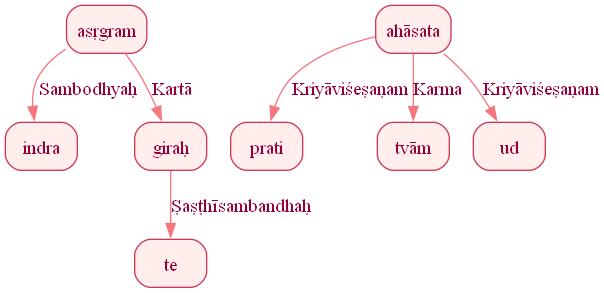 asṛgram ahāsata
Sambodhyaḥ Kartā Kriyāviśeṣaṇam Karma Kriyāviśeṣaṇam
indra giraḥ prati tvām ud
Ṣaṣṭhīsambandhaḥ
te